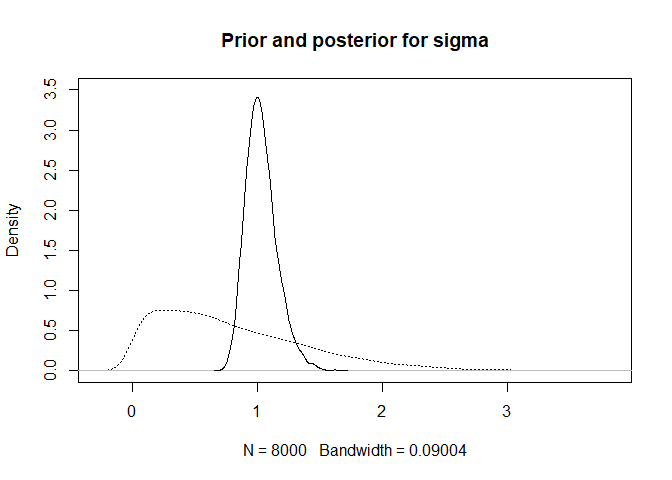 Prior and posterior for sigma
3.5
3.0
2.5
2.0
1.5
1.0
0.5
0.0
Density
0 1 2 3
N = 8000 Bandwidth = 0.09004